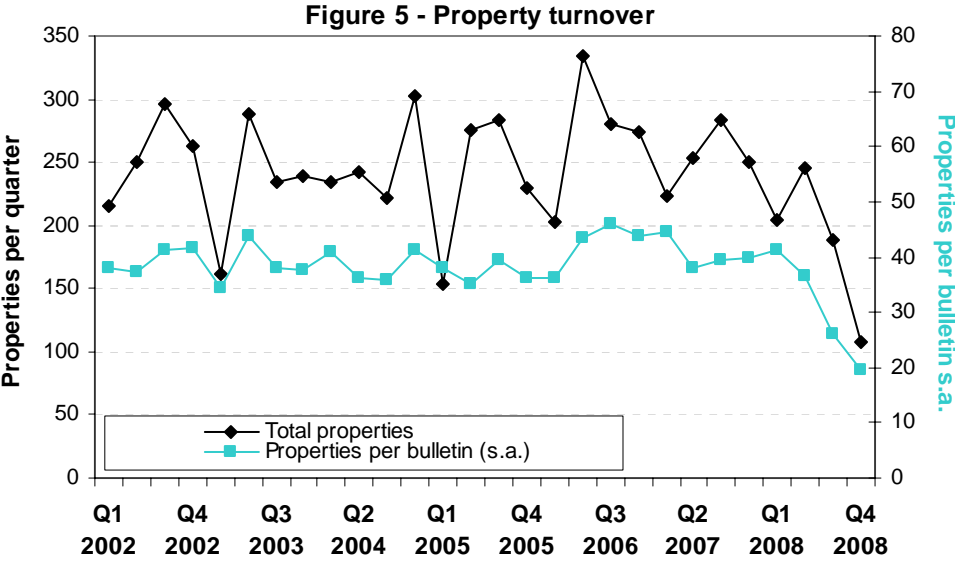 Figure 5 - Property turnover
350
300
250
200
150
100
50
0
Properties per quarter
80
70
60
50
40
30
20
10
0
Properties per bulletin s.a.
Total properties
Properties per bulletin (s.a.)
Q1 Q4 Q3 Q2 Q1 Q4 Q3 Q2 Q1 Q4
2002 2002 2003 2004 2005 2005 2006 2007 2008 2008